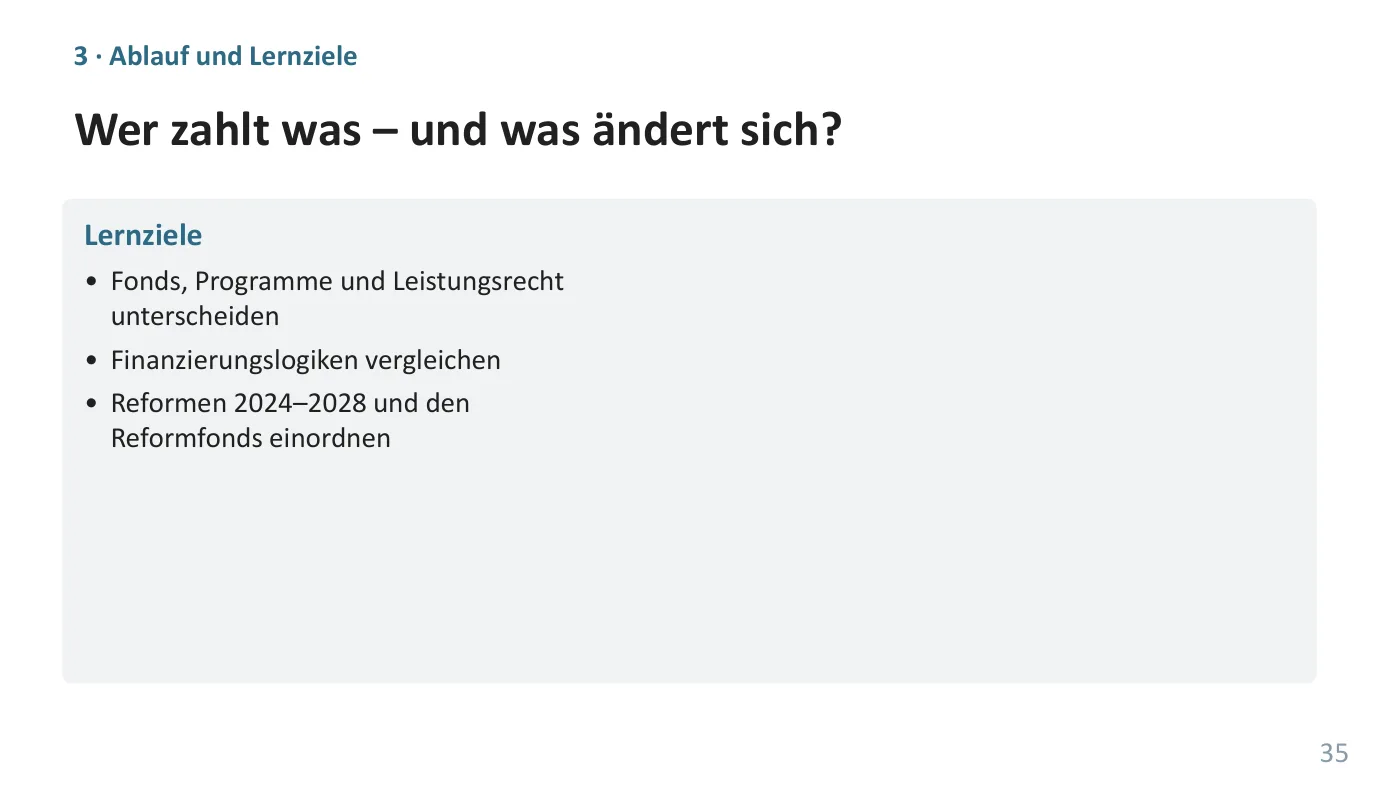 3 · Ablauf und Lernziele
Wer zahlt was – und was ändert sich?
Lernziele
• Fonds, Programme und Leistungsrecht
unterscheiden
• Finanzierungslogiken vergleichen
• Reformen 2024–2028 und den
Reformfonds einordnen
35